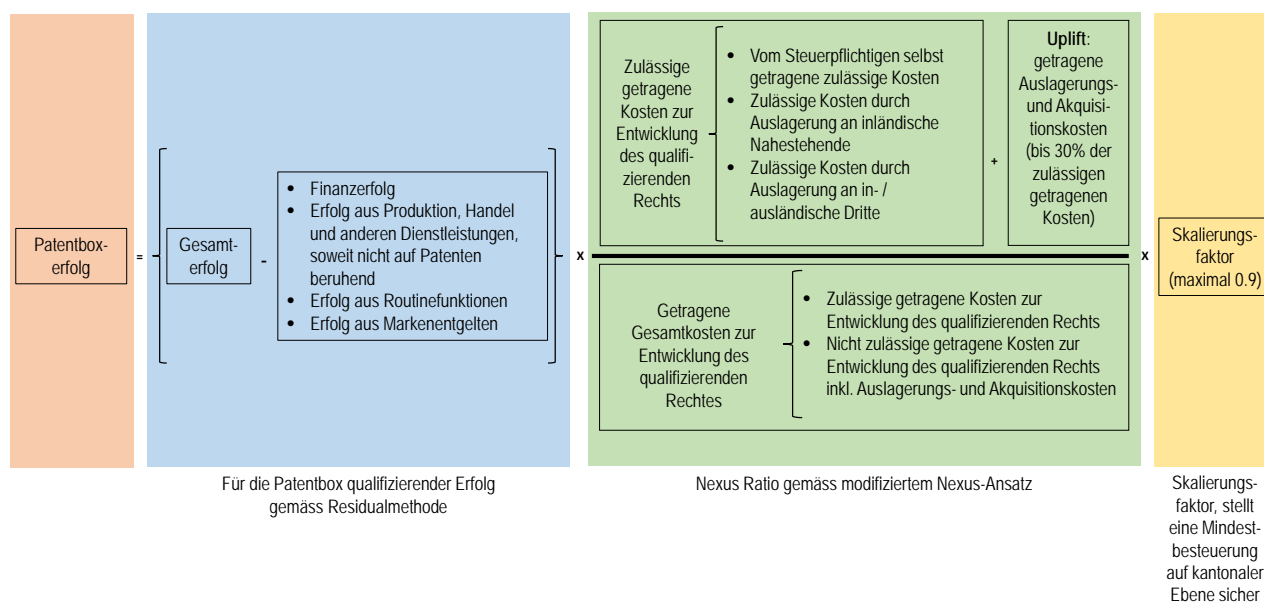 Patentbox-
erfolg
=
Gesamt-
erfolg
-
• Finanzerfolg
• Erfolg aus Produktion, Handel
und anderen Dienstleistungen,
soweit nicht auf Patenten
beruhend
• Erfolg aus Routinefunktionen
• Erfolg aus Markenentgelten
x
Zulässige
getragene
Kosten zur
Entwicklung
des qualifi-
zierenden
Rechts
• Vom Steuerpflichtigen selbst
getragene zulässige Kosten
• Zulässige Kosten durch
Auslagerung an inländische
Nahestehende
• Zulässige Kosten durch
Auslagerung an in- /
ausländische Dritte
+
Uplift:
getragene
Auslagerungs-
und Akquisi-
tionskosten
(bis 30% der
zulässigen
getragenen
Kosten)
Getragene
Gesamtkosten zur
Entwicklung des
qualifizierenden
Rechtes
• Zulässige getragene Kosten zur
Entwicklung des qualifizierenden Rechts
• Nicht zulässige getragene Kosten zur
Entwicklung des qualifizierenden Rechts
inkl. Auslagerungs- und Akquisitionskosten
x
Skalierungs-
faktor
(maximal 0.9)
Für die Patentbox qualifizierender Erfolg
gemäss Residualmethode
Nexus Ratio gemäss modifiziertem Nexus-Ansatz
Skalierungs-
faktor, stellt
eine Mindest-
besteuerung
auf kantonaler
Ebene sicher